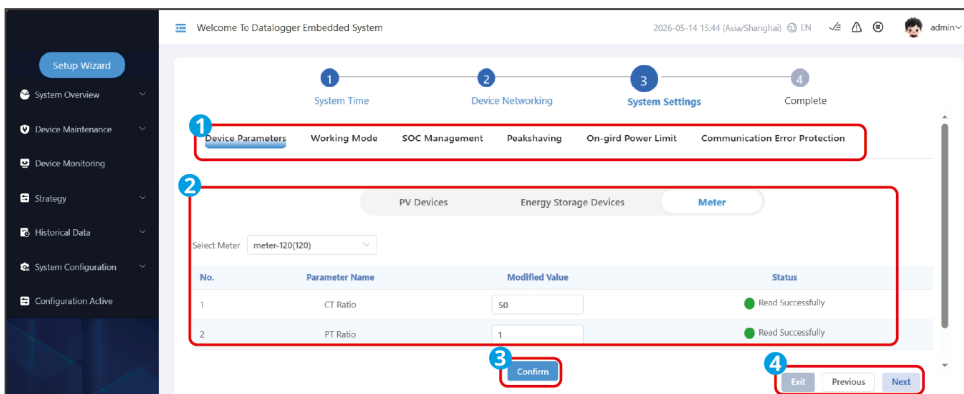 Welcome To Datalogger Embedded System
2026-05-14 15:44 (Asia/Shanghai) EN
admin
Setup Wizard
System Overview
Device Maintenance
Device Monitoring
Strategy
Historical Data
System Configuration
Configuration Active
1 2 3 4
System Time Device Networking System Settings Complete
1
Device Parameters Working Mode SOC Management Peakshaving On-gird Power Limit Communication Error Protection
2
PV Devices Energy Storage Devices Meter
Select Meter meter-120(120)
No. Parameter Name Modified Value Status
1 CT Ratio 50 Read Successfully
2 PT Ratio 1 Read Successfully
3
Confirm
4
Exit Previous Next